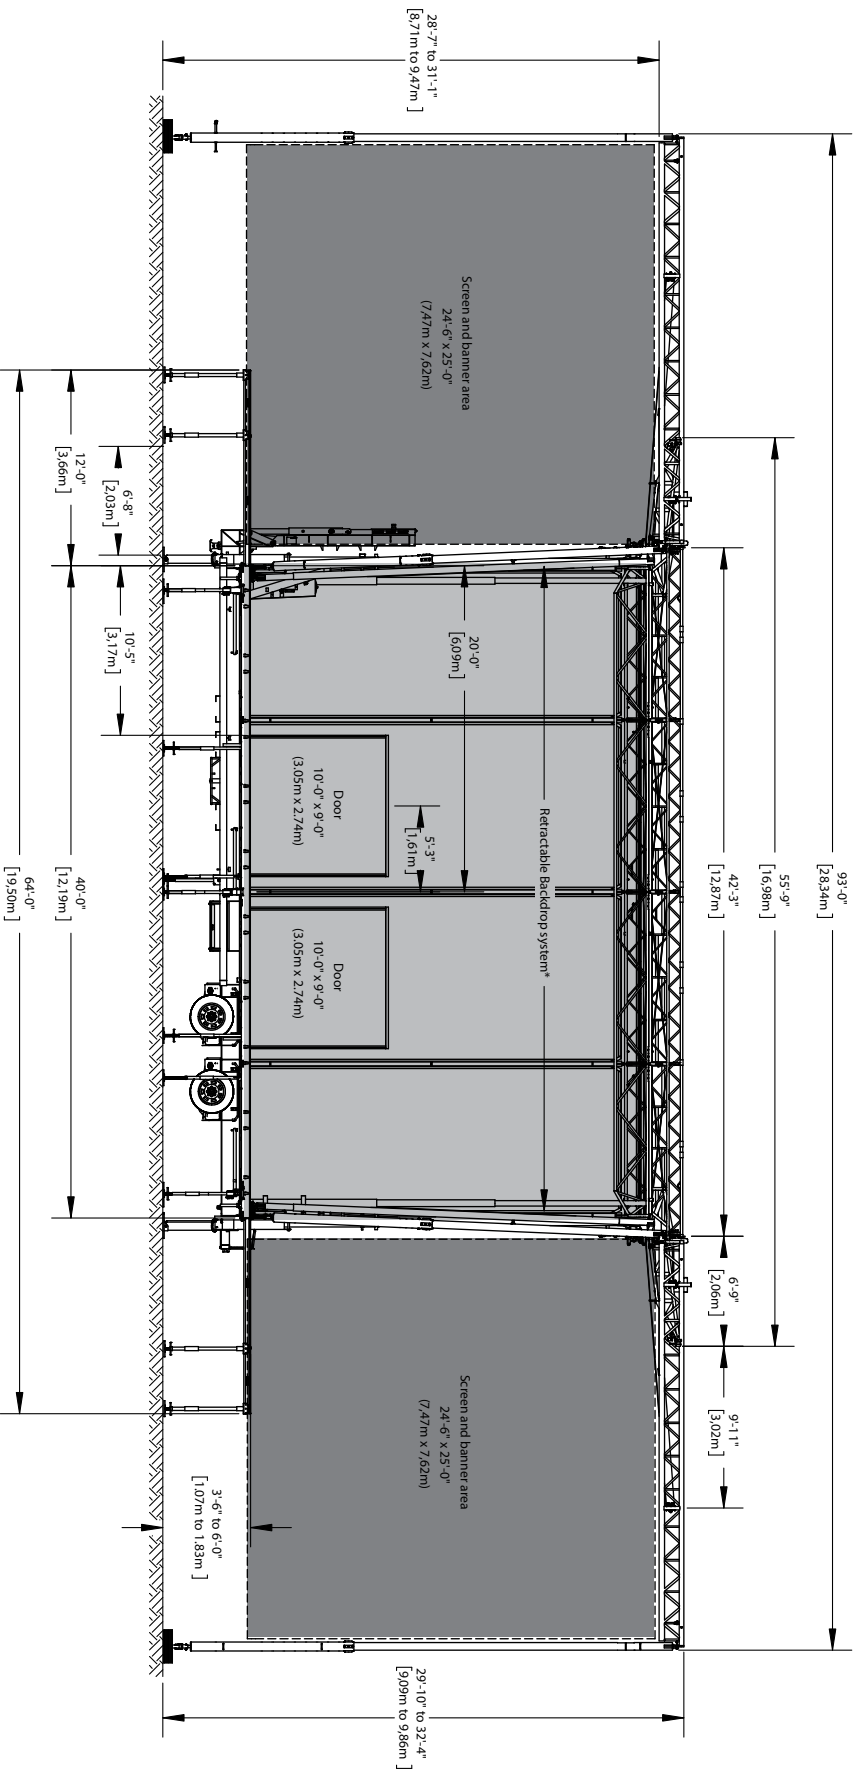 93'-0"
[28,34m]
55'-9"
[16,98m]
42'-3"
[12,87m]
6'-9"
[2,06m]
9'-11"
[3,02m]
28'-7" to 31'-1"
[8,71m to 9,47m]
Screen and banner area
24'-6" x 25'-0"
(7,47m x 7,62m)
Retractable Backdrop system*
20'-0"
[6,09m]
5'-3"
[1,61m]
Door
10'-0" x 9'-0"
(3.05m x 2.74m)
Door
10'-0" x 9'-0"
(3.05m x 2.74m)
Screen and banner area
24'-6" x 25'-0"
(7,47m x 7,62m)
29'-10" to 32'-4"
[9,09m to 9,86m]
3'-6" to 6'-0"
[1.07m to 1.83m]
6'-8"
[2,03m]
10'-5"
[3,17m]
12'-0"
[3,66m]
40'-0"
[12,19m]
64'-0"
[19,50m]